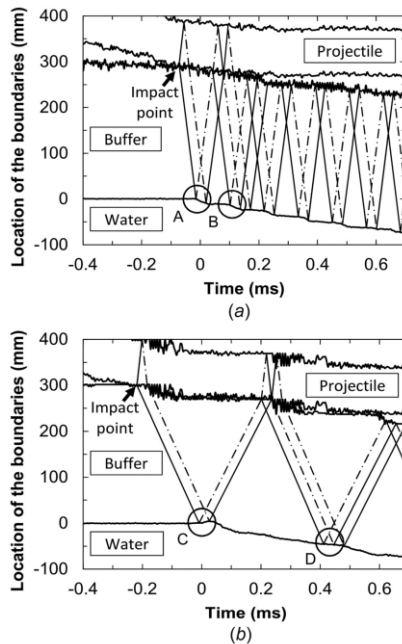 Location of the boundaries (mm)
400
300
200
100
0
-100
Projectile
Impact
point
Buffer
Water
A
B
-0.4
-0.2
0
0.2
0.4
0.6
Time (ms)
(a)
Location of the boundaries (mm)
400
300
200
100
0
-100
Projectile
Impact
point
Buffer
Water
C
D
-0.4
-0.2
0
0.2
0.4
0.6
Time (ms)
(b)